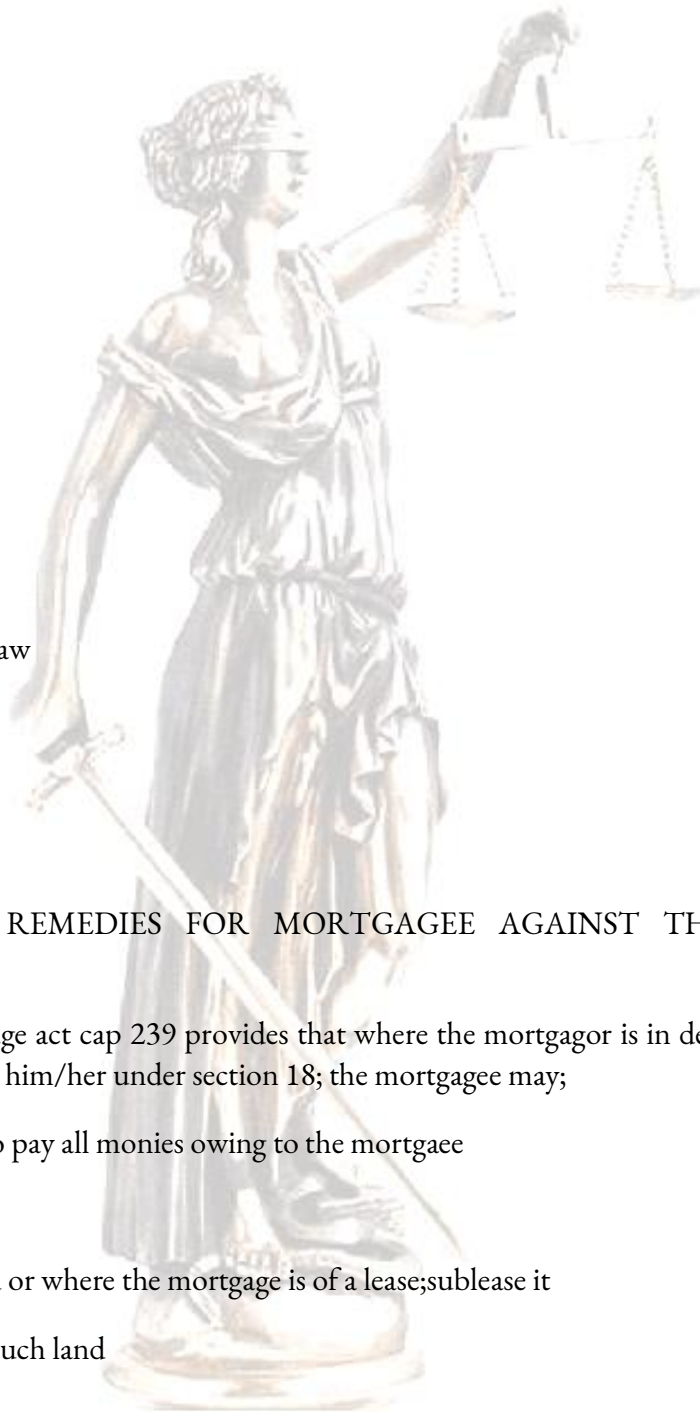 aw
REMEDIES FOR MORTGAGEE AGAINST TH
ge act cap 239 provides that where the mortgagor is in de
him/her under section 18; the mortgagee may;
o pay all monies owing to the mortgaee
or where the mortgage is of a lease;sublease it
uch land